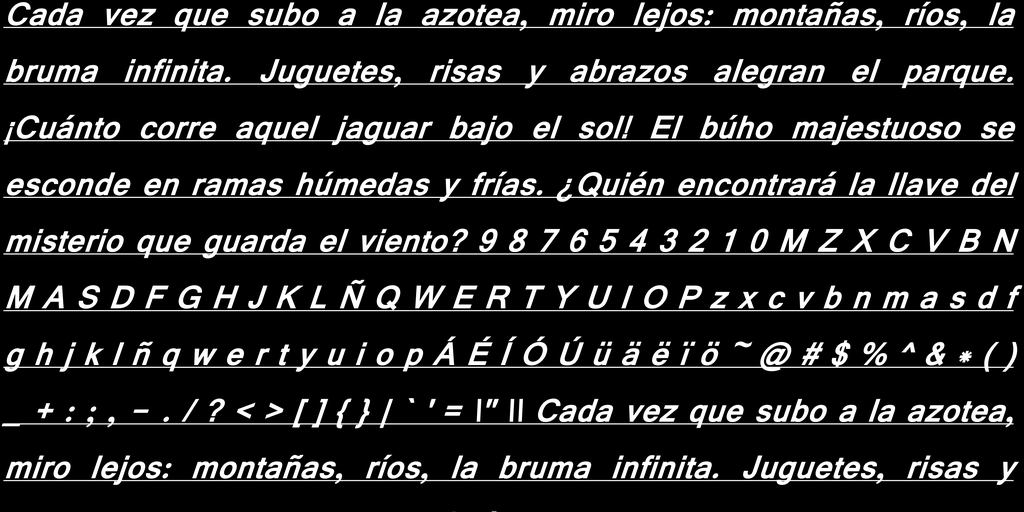 Cada vez que subo a la azotea, miro lejos: montañas, ríos, la
bruma infinita. Juguetes, risas y abrazos alegran el parque.
¡Cuánto corre aquel jaguar bajo el sol! El búho majestuoso se
esconde en ramas húmedas y frías. ¿Quién encontrará la llave del
misterio que guarda el viento? 9 8 7 6 5 4 3 2 1 0 M Z X C V B N
M A S D F G H J K L Ñ Q W E R T Y U I O P z x c v b n m a s d f
g h j k l ñ q w e r t y u i o p Á É Í Ó Ú ü ä ë ï ö ~ @ # $ % ^ & * ( )
_ + : ; , - . / ? < > [ ] { } | ` ' = \" \\ Cada vez que subo a la azotea,
miro lejos: montañas, ríos, la bruma infinita. Juguetes, risas y